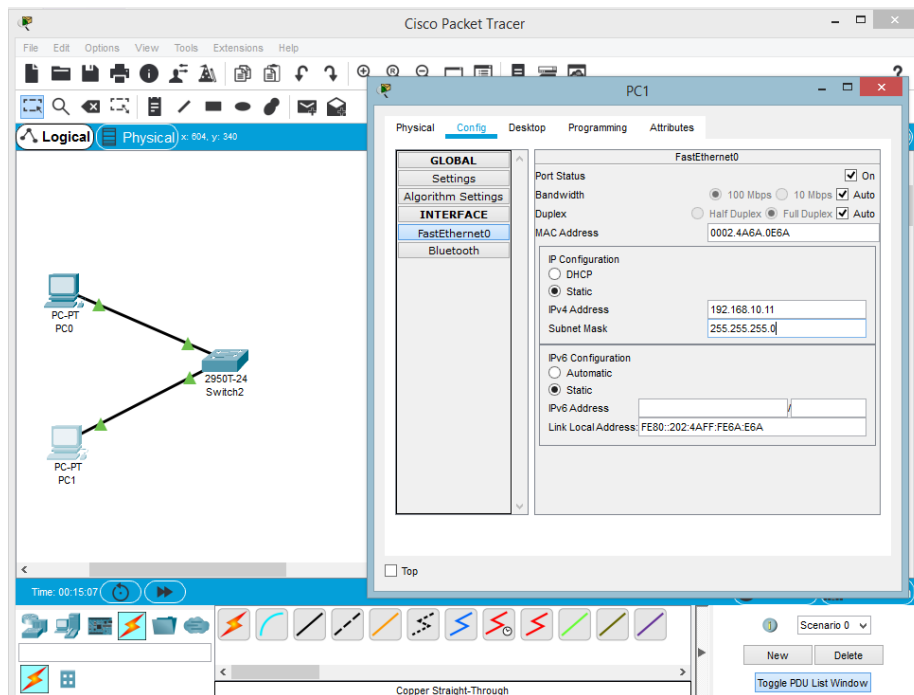 Cisco Packet Tracer
File Edit Options View Tools Extensions Help
?
PC1
Logical Physical x: 604, y: 340
Physical Config Desktop Programming Attributes
GLOBAL
Settings
Algorithm Settings
INTERFACE
FastEthernet0
Bluetooth
FastEthernet0
Port Status On
Bandwidth 100 Mbps 10 Mbps Auto
Duplex Half Duplex Full Duplex Auto
MAC Address 0002.4A6A.0E6A
IP Configuration
DHCP
Static
IPv4 Address 192.168.10.11
Subnet Mask 255.255.255.0
IPv6 Configuration
Automatic
Static
IPv6 Address /
Link Local Address: FE80::202:4AFF:FE6A:E6A
Top
PC-PT
PC0
2950T-24
Switch2
PC-PT
PC1
Time: 00:15:07
Scenario 0
New Delete
Toggle PDU List Window
Copper Straight-Through